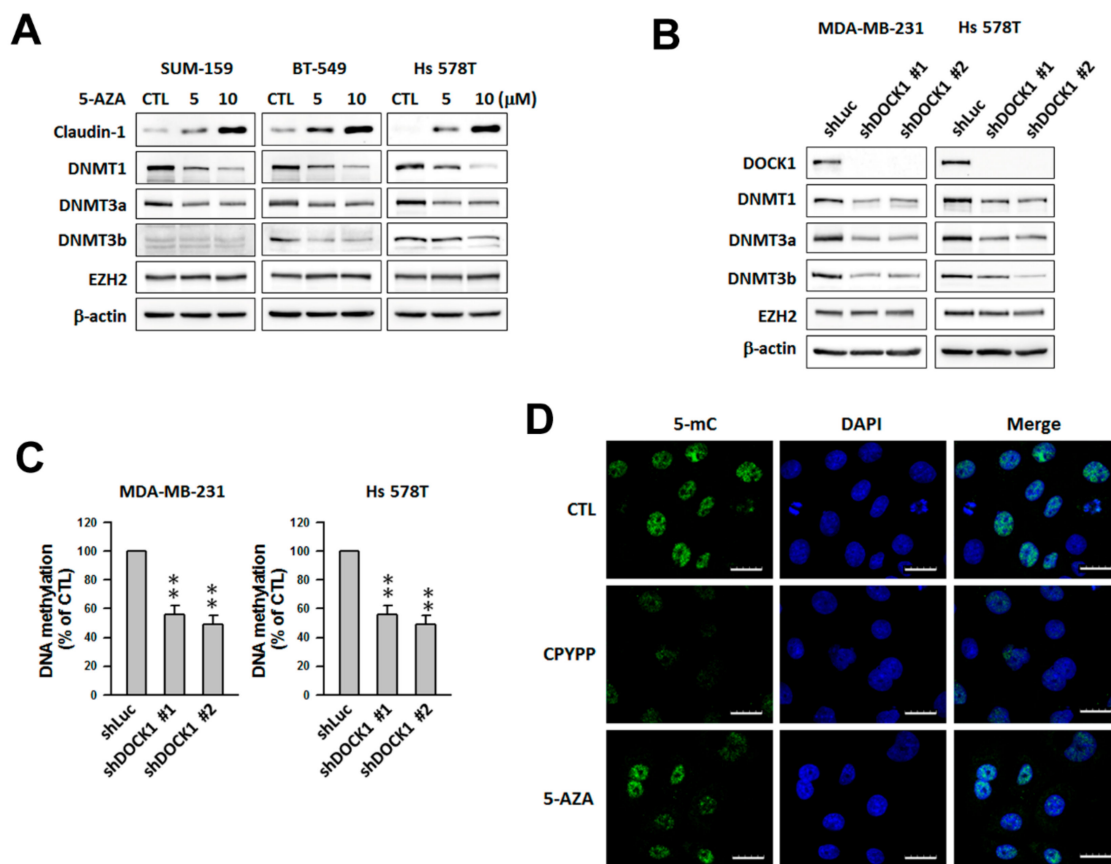 A
SUM-159 BT-549 Hs 578T
5-AZA CTL 5 10 CTL 5 10 CTL 5 10 (μM)
Claudin-1
DNMT1
DNMT3a
DNMT3b
EZH2
β-actin
B
MDA-MB-231 Hs 578T
shLuc shDOCK1 #1 shDOCK1 #2 shLuc shDOCK1 #1 shDOCK1 #2
DOCK1
DNMT1
DNMT3a
DNMT3b
EZH2
β-actin
C
MDA-MB-231
DNA methylation
(% of CTL)
120
100
80
60
40
20
0
** **
shLuc shDOCK1 #1 shDOCK1 #2
Hs 578T
DNA methylation
(% of CTL)
120
100
80
60
40
20
0
** **
shLuc shDOCK1 #1 shDOCK1 #2
D
5-mC DAPI Merge
CTL
CPYPP
5-AZA